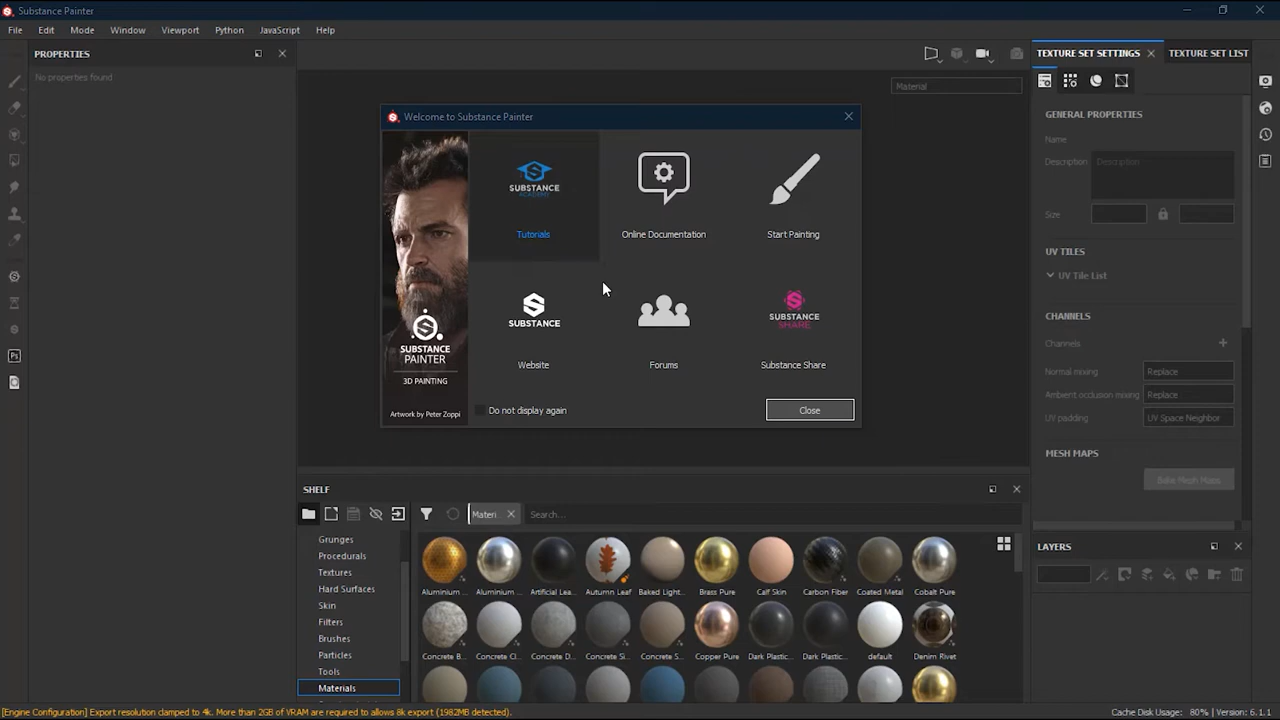 Substance Painter
File Edit Mode Window Viewport Python JavaScript Help
PROPERTIES
No properties found
Material
TEXTURE SET SETTINGS
TEXTURE SET LIST
GENERAL PROPERTIES
Name
Description
Description
Size
UV TILES
UV Tile List
CHANNELS
Channels
Normal mixing
Replace
Ambient occlusion mixing
Replace
UV padding
UV Space Neighbor
MESH MAPS
Bake Mesh Maps
Welcome to Substance Painter
SUBSTANCE
ACADEMY
Tutorials
Online Documentation
Start Painting
SUBSTANCE
Website
Forums
SUBSTANCE
SHARE
Substance Share
SUBSTANCE
PAINTER
3D PAINTING
Artwork by Peter Zoppi
Do not display again
Close
Ps
SHELF
Materi
Search...
Grunges
Procedurals
Textures
Hard Surfaces
Skin
Filters
Brushes
Particles
Tools
Materials
Aluminium ... Aluminium ... Artificial Lea... Autumn Leaf Baked Light... Brass Pure Calf Skin Carbon Fiber Coated Metal Cobalt Pure
Concrete B... Concrete Cl... Concrete D... Concrete Si... Concrete S... Copper Pure Dark Plastic... Dark Plastic... default Denim Rivet
LAYERS
[Engine Configuration] Export resolution clamped to 4k. More than 2GB of VRAM are required to allows 8k export (1982MB detected).
Cache Disk Usage: 80% | Version: 6.1.1